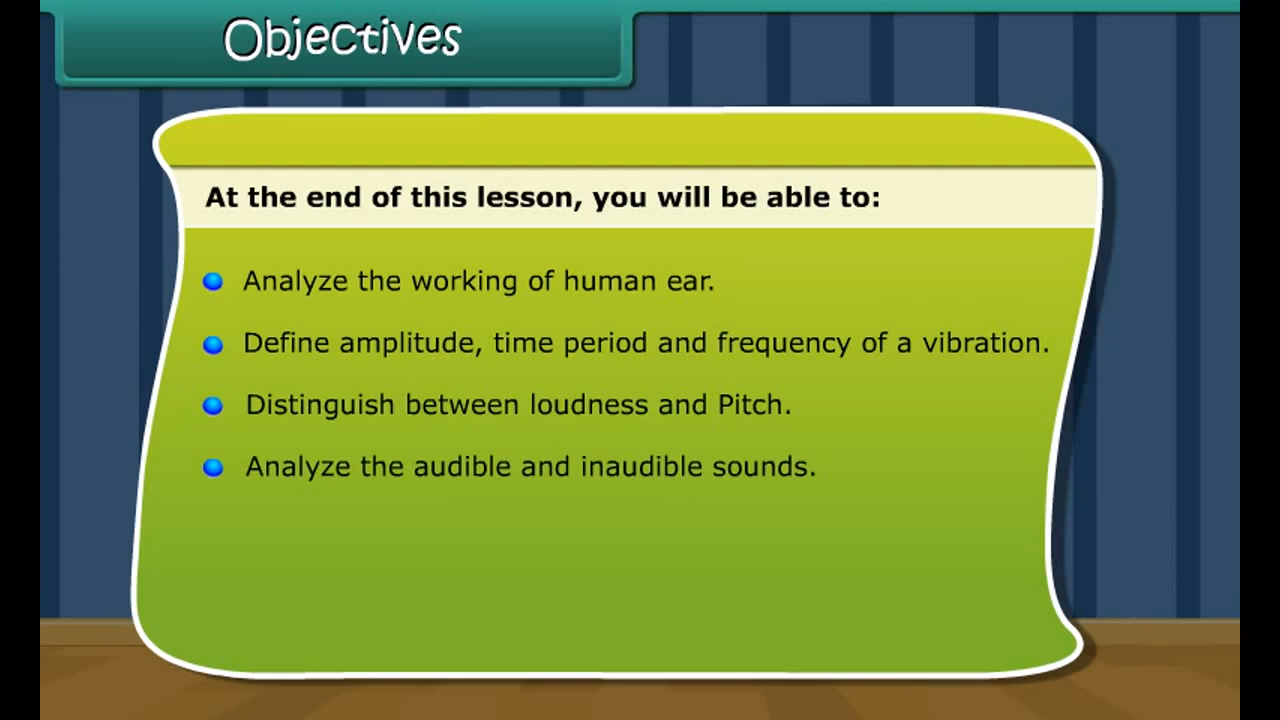 Objectives
At the end of this lesson, you will be able to:
Analyze the working of human ear.
Define amplitude, time period and frequency of a vibration.
Distinguish between loudness and Pitch.
Analyze the audible and inaudible sounds.